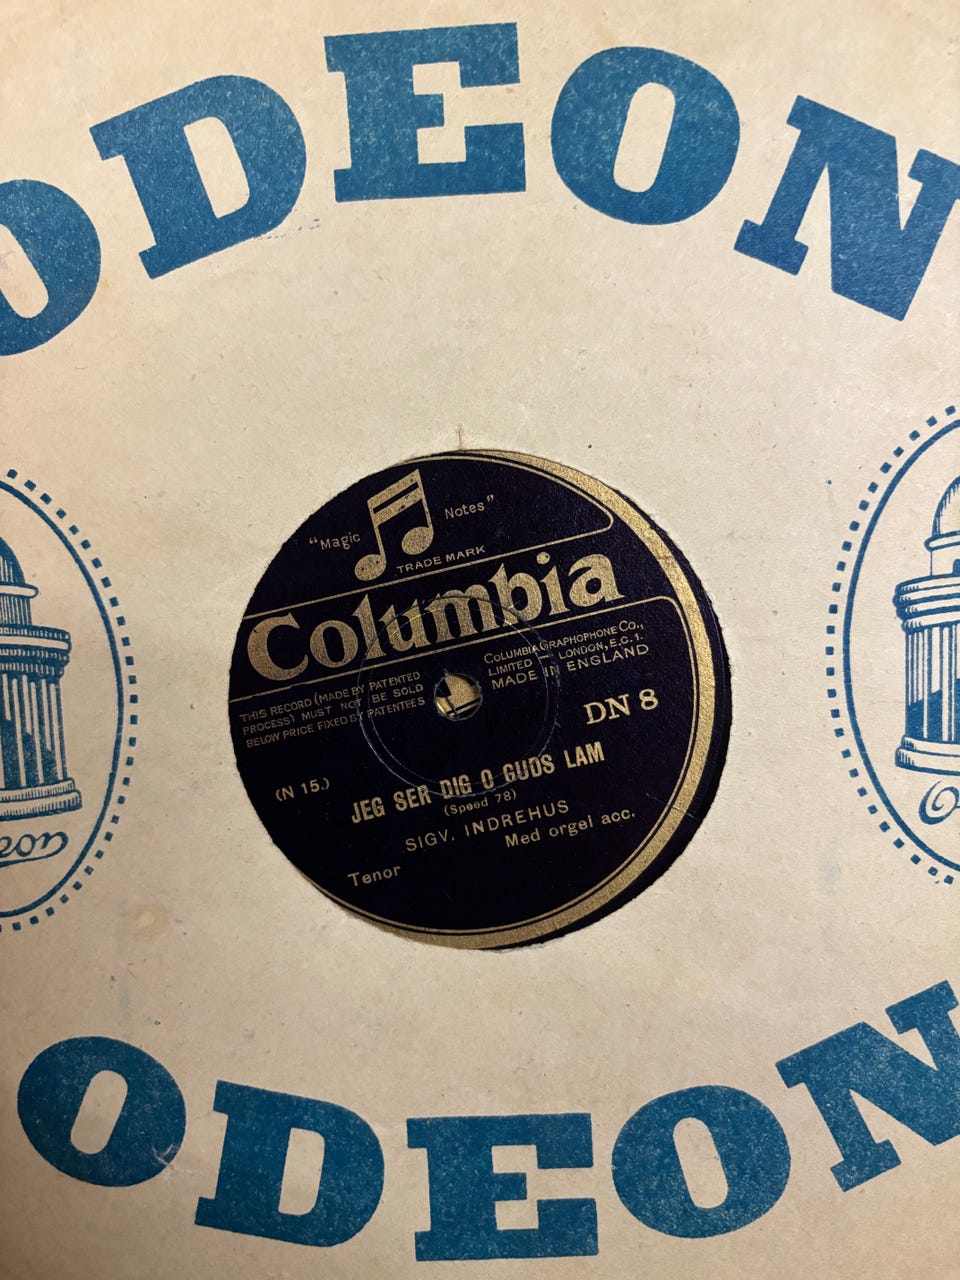 ODEON
"Magic Notes"
TRADE MARK
Columbia
COLUMBIA GRAPHOPHONE CO.,
LIMITED LONDON, E.C.1.
MADE IN ENGLAND
THIS RECORD (MADE BY PATENTED
PROCESS) MUST NOT BE SOLD
BELOW PRICE FIXED BY PATENTEES
DN 8
(N 15.)
JEG SER DIG O GUDS LAM
(Speed 78)
SIGV. INDREHUS
Med orgel acc.
Tenor
ODEON